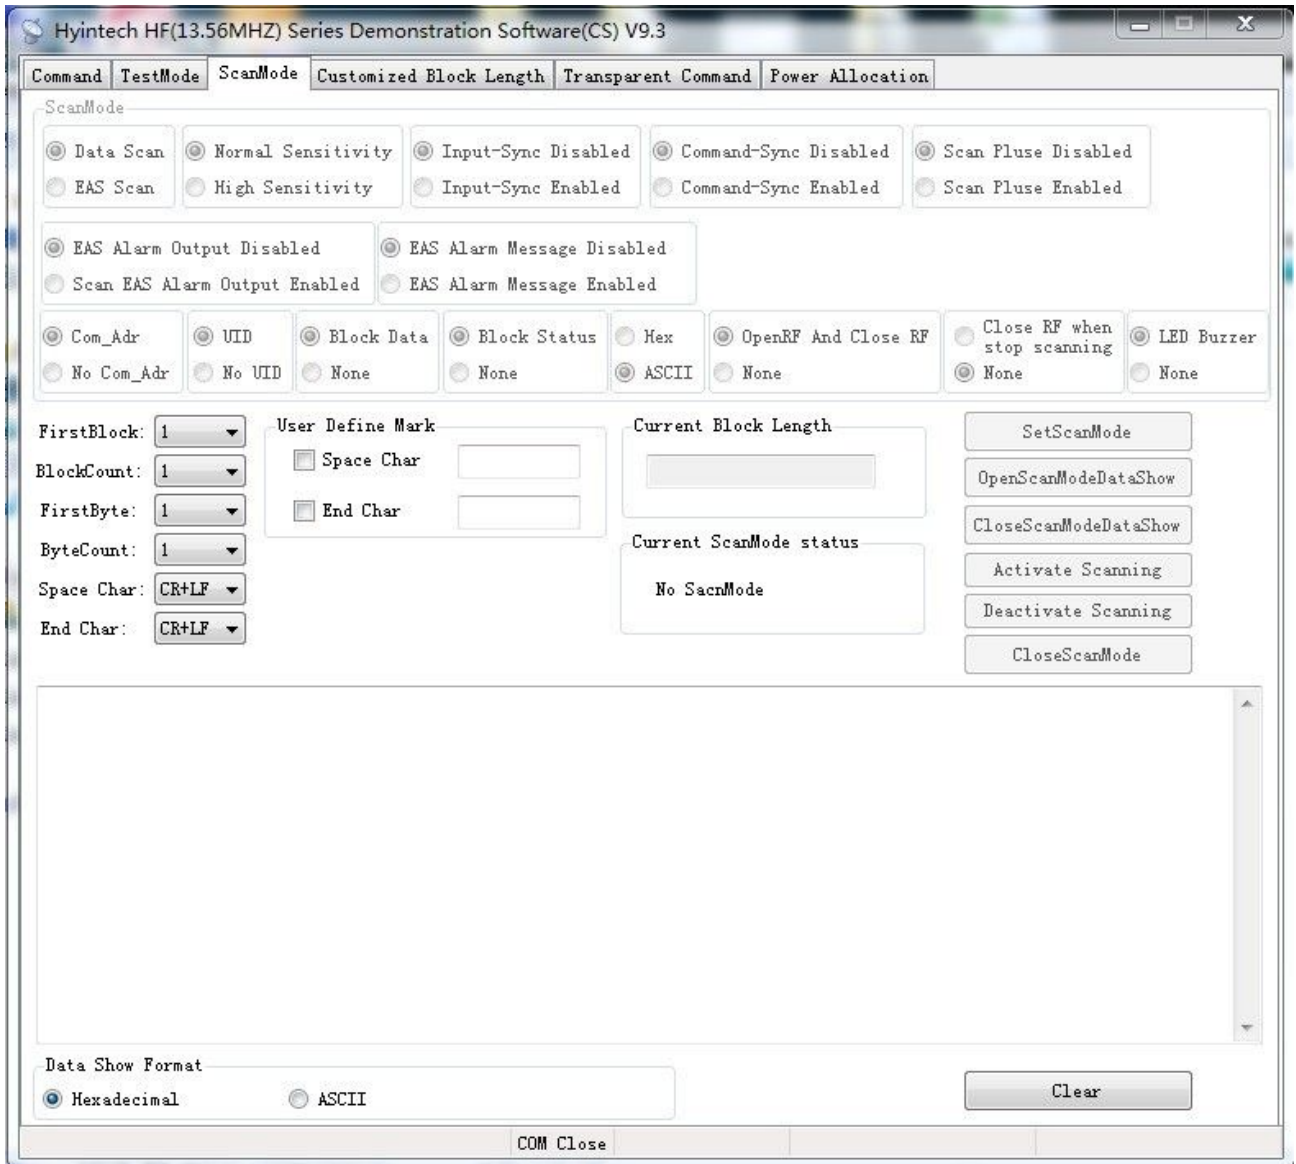 Hyintech HF(13.56MHZ) Series Demonstration Software(CS) V9.3
Command TestMode ScanMode Customized Block Length Transparent Command Power Allocation
ScanMode
Data Scan Normal Sensitivity Input-Sync Disabled Command-Sync Disabled Scan Pluse Disabled
EAS Scan High Sensitivity Input-Sync Enabled Command-Sync Enabled Scan Pluse Enabled
EAS Alarm Output Disabled EAS Alarm Message Disabled
Scan EAS Alarm Output Enabled EAS Alarm Message Enabled
Com_Adr UID Block Data Block Status Hex OpenRF And Close RF Close RF when stop scanning LED Buzzer
No Com_Adr No UID None None ASCII None None None
FirstBlock: 1 User Define Mark Current Block Length SetScanMode
BlockCount: 1 Space Char OpenScanModeDataShow
FirstByte: 1 End Char CloseScanModeDataShow
ByteCount: 1 Current ScanMode status Activate Scanning
Space Char: CR+LF No SacnMode Deactivate Scanning
End Char: CR+LF CloseScanMode
Data Show Format
Hexadecimal ASCII Clear
COM Close